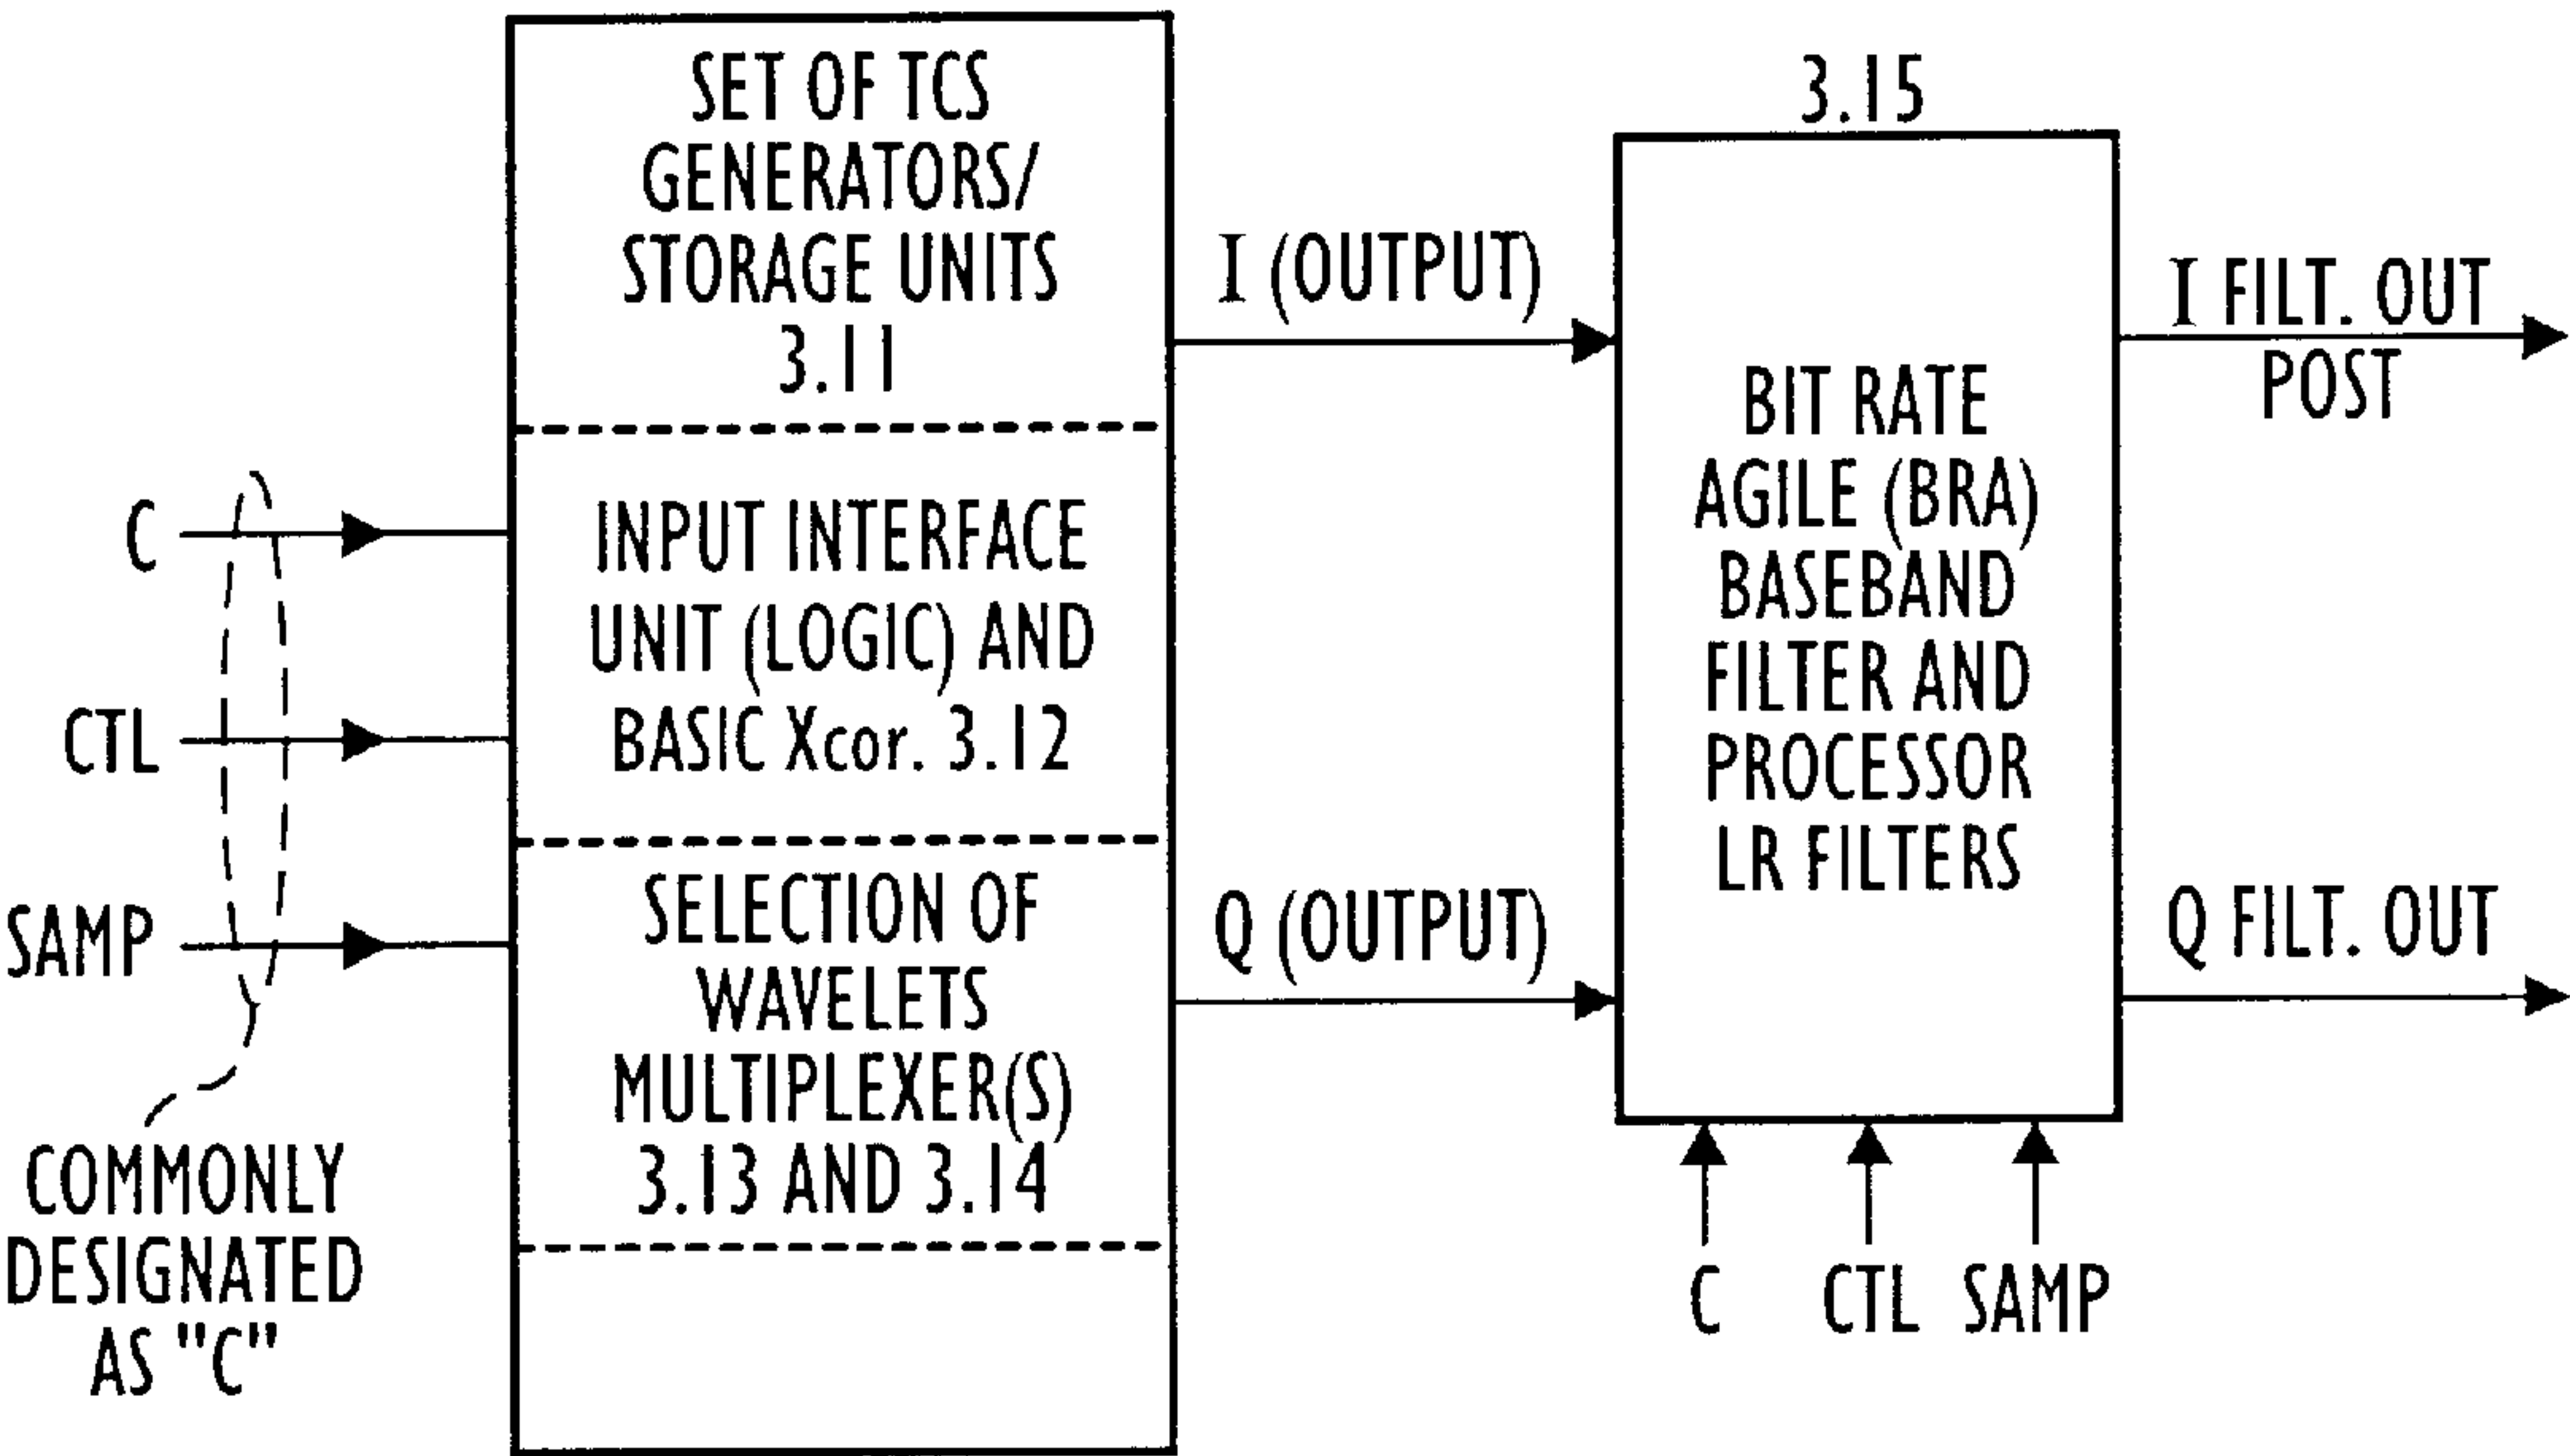 SET OF TCS
GENERATORS/
STORAGE UNITS
3.11
INPUT INTERFACE
UNIT (LOGIC) AND
BASIC Xcor. 3.12
SELECTION OF
WAVELETS
MULTIPLEXER(S)
3.13 AND 3.14
C
CTL
SAMP
COMMONLY
DESIGNATED
AS "C"
I (OUTPUT)
Q (OUTPUT)
3.15
BIT RATE
AGILE (BRA)
BASEBAND
FILTER AND
PROCESSOR
LR FILTERS
C CTL SAMP
I FILT. OUT
POST
Q FILT. OUT